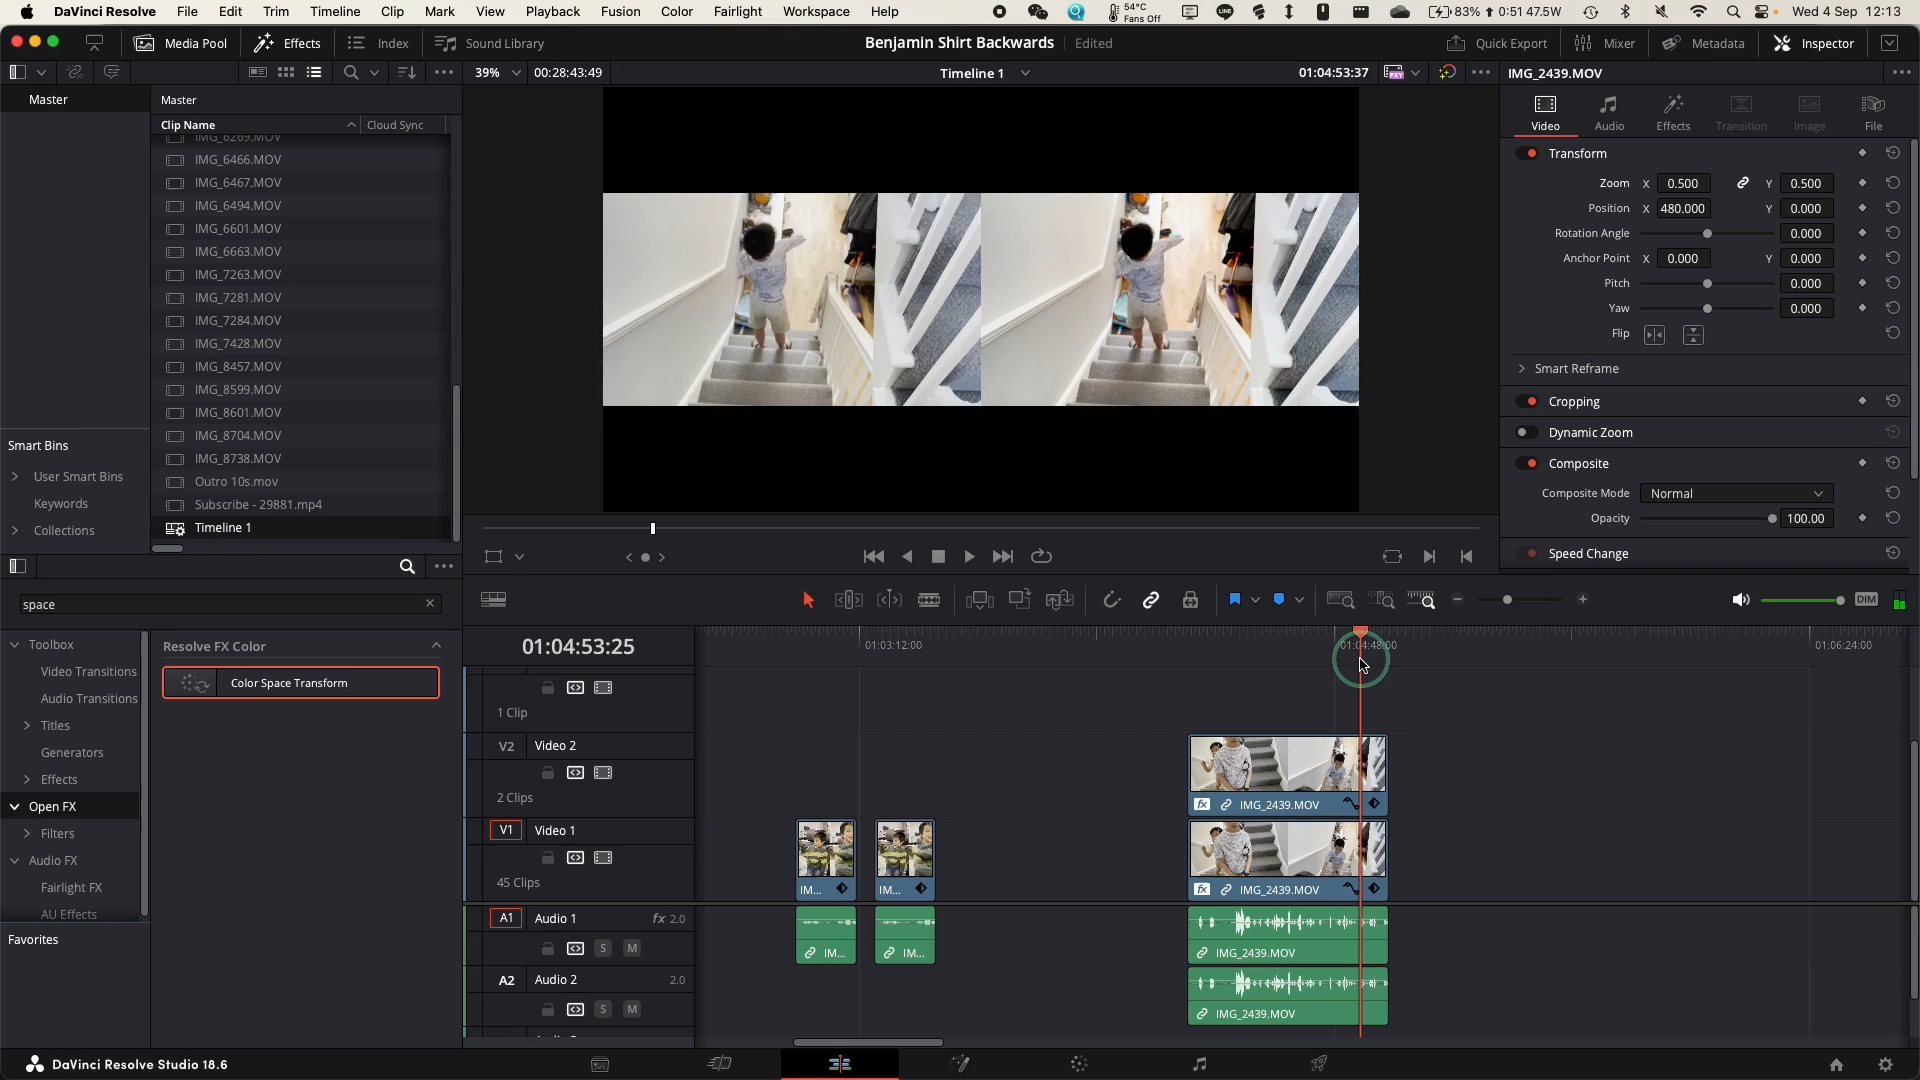 DaVinci Resolve File Edit Trim Timeline Clip Mark View Playback Fusion Color Fairlight Workspace Help 54°C Fans Off 83% 0:51 47.5W Wed 4 Sep 12:13
Media Pool Effects Index Sound Library Benjamin Shirt Backwards Edited Quick Export Mixer Metadata Inspector
39% 00:28:43:49 Timeline 1 01:04:53:37 PXY IMG_2439.MOV
Master Master
Clip Name Cloud Sync
IMG_6269.MOV
IMG_6466.MOV
IMG_6467.MOV
IMG_6494.MOV
IMG_6601.MOV
IMG_6663.MOV
IMG_7263.MOV
IMG_7281.MOV
IMG_7284.MOV
IMG_7428.MOV
IMG_8457.MOV
IMG_8599.MOV
IMG_8601.MOV
IMG_8704.MOV
IMG_8738.MOV
Outro 10s.mov
Subscribe - 29881.mp4
Timeline 1
Smart Bins
User Smart Bins
Keywords
Collections
Video Audio Effects Transition Image File
Transform
Zoom X 0.500 Y 0.500
Position X 480.000 Y 0.000
Rotation Angle 0.000
Anchor Point X 0.000 Y 0.000
Pitch 0.000
Yaw 0.000
Flip
Smart Reframe
Cropping
Dynamic Zoom
Composite
Composite Mode Normal
Opacity 100.00
Speed Change
space
Toolbox
Video Transitions
Audio Transitions
Titles
Generators
Effects
Open FX
Filters
Audio FX
Fairlight FX
AU Effects
Favorites
Resolve FX Color
Color Space Transform
DIM
01:04:53:25 01:03:12:00 01:04:48:00 01:06:24:00
1 Clip
V2 Video 2
2 Clips
fx IMG_2439.MOV
V1 Video 1
45 Clips
IM... IM... fx IMG_2439.MOV
A1 Audio 1 fx 2.0
S M
IM... IM... IMG_2439.MOV
A2 Audio 2 2.0
S M
IMG_2439.MOV
DaVinci Resolve Studio 18.6